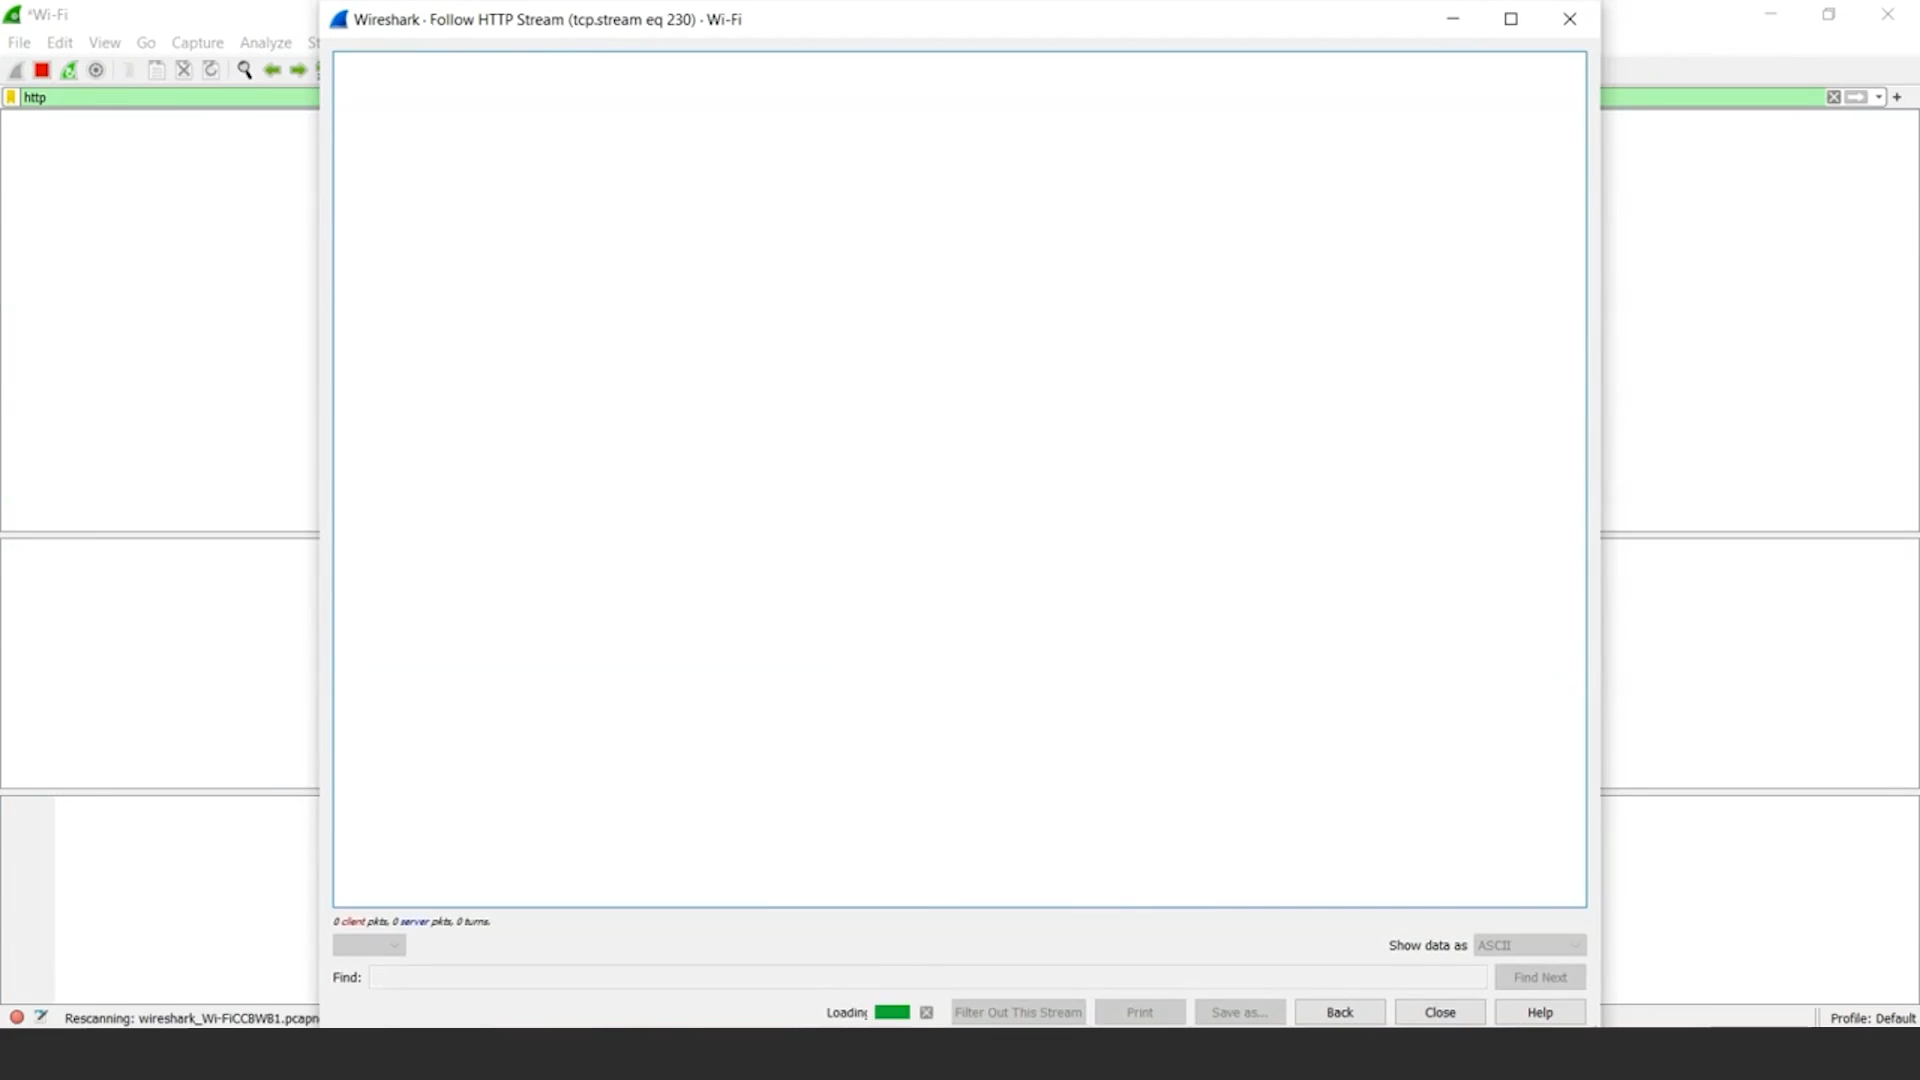 *Wi-Fi
Wireshark · Follow HTTP Stream (tcp.stream eq 230) · Wi-Fi
File Edit View Go Capture Analyze St
http
0 client pkts, 0 server pkts, 0 turns.
Show data as ASCII
Find: Find Next
Loading Filter Out This Stream Print Save as... Back Close Help
Rescanning: wireshark_Wi-FiCC8WB1.pcapn
Profile: Default